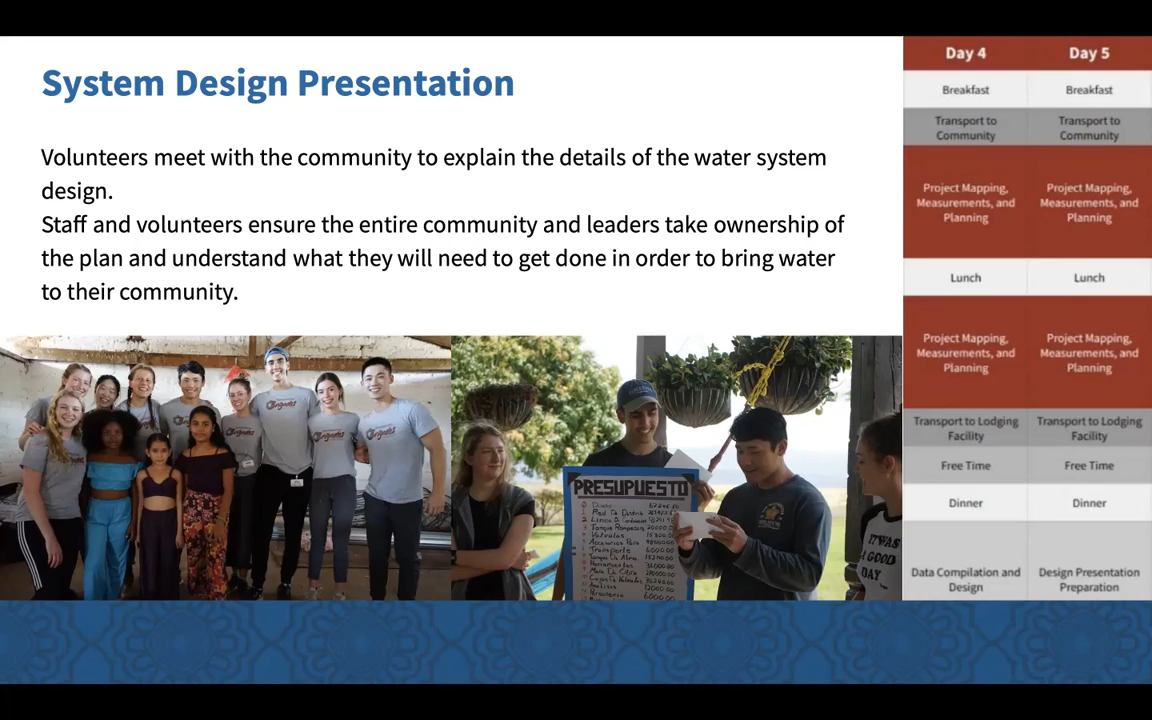 System Design Presentation
Volunteers meet with the community to explain the details of the water system
design.
Staff and volunteers ensure the entire community and leaders take ownership of
the plan and understand what they will need to get done in order to bring water
to their community.
Day 4
Day 5
Breakfast
Breakfast
Transport to
Community
Transport to
Community
Project Mapping,
Measurements, and
Planning
Project Mapping,
Measurements, and
Planning
Lunch
Lunch
Project Mapping,
Measurements, and
Planning
Project Mapping,
Measurements, and
Planning
Transport to Lodging
Facility
Transport to Lodging
Facility
Free Time
Free Time
Dinner
Dinner
Data Compilation and
Design
Design Presentation
Preparation
PRESUPUESTO
Transporte
IT WAS
A GOOD
DAY